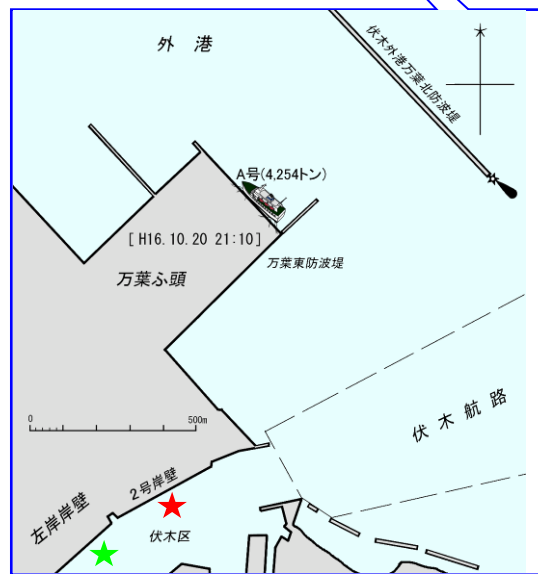 外 港
伏木外港万葉北防波堤
A号(4,254トン)
[ H16.10.20 21:10]
万葉東防波堤
万葉ふ頭
0 500m
伏 木 航 路
2号岸壁
左岸岸壁
伏木区